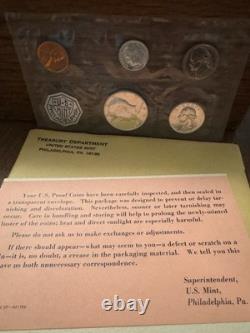 TREASURY DEPARTMENT
UNITED STATES MINT
PHILADELPHIA, PA. 19130
Your U.S. Proof Coins have been carefully inspected, and then sealed in
a transparent envelope. This package was designed to prevent or delay tar-
nishing and discoloration. Nevertheless, sooner or later tarnishing may
occur. Care in handling and storing will help to prolong the newly-minted
luster of the coins; heat and direct sunlight are especially harmful.
Please do not ask us to make exchanges or adjustments.
If there should appear—what may seem to you—a defect or scratch on a
—it is, no doubt, a crease in the packaging material. We tell you this
save us both unnecessary correspondence.
Superintendent,
U.S. Mint,
Philadelphia, Pa.